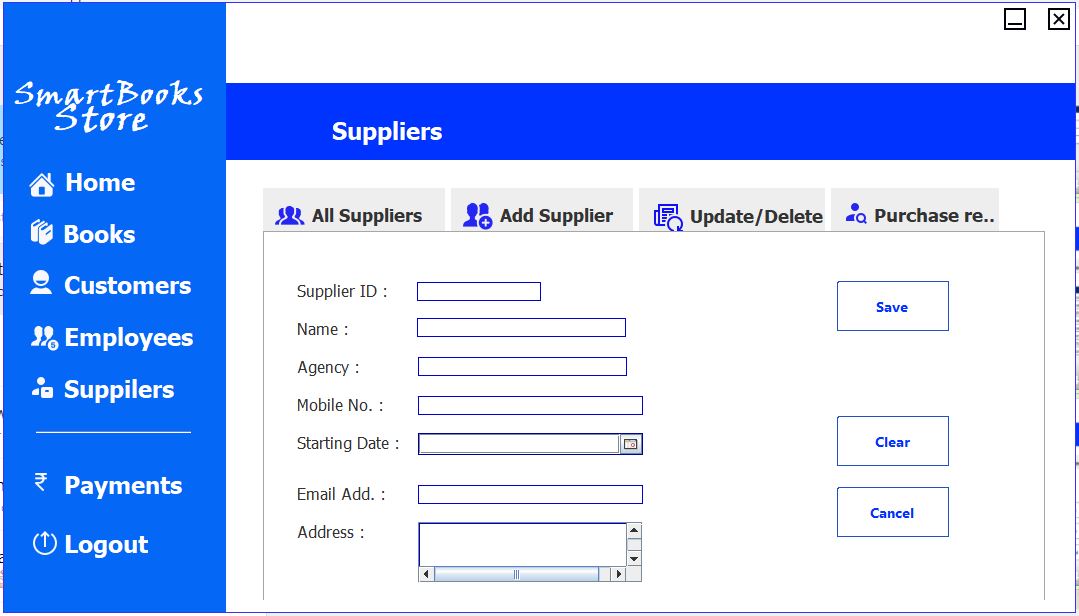 SmartBooks
Store
Home
Books
Customers
Employees
Suppilers
Payments
Logout
Suppliers
All Suppliers
Add Supplier
Update/Delete
Purchase re..
Supplier ID :
Name :
Agency :
Mobile No. :
Starting Date :
Email Add. :
Address :
Save
Clear
Cancel